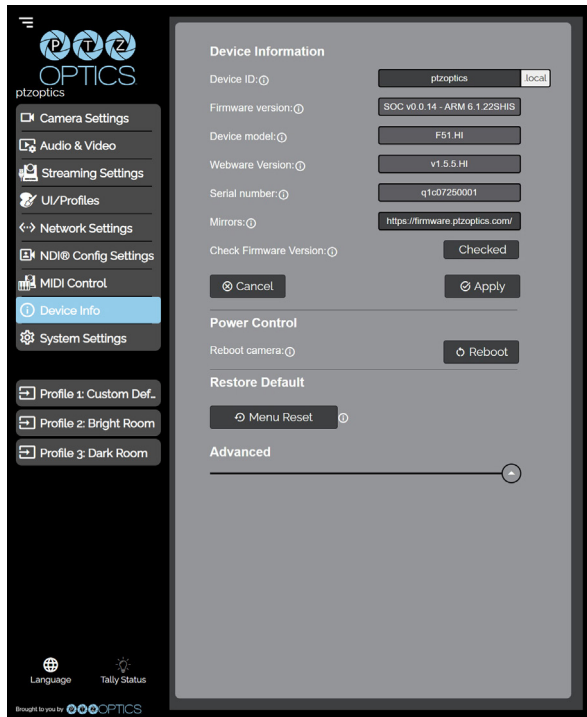 PTZ
OPTICS
ptzoptics
Camera Settings
Audio & Video
Streaming Settings
UI/Profiles
Network Settings
NDI® Config Settings
MIDI Control
Device Info
System Settings
Profile 1: Custom Def...
Profile 2: Bright Room
Profile 3: Dark Room
Language
Tally Status
Brought to you by PTZOPTICS
Device Information
Device ID: ptzoptics .local
Firmware version: SOC v0.0.14 - ARM 6.1.22SHIS
Device model: F51.HI
Webware Version: v1.5.5.HI
Serial number: q1c07250001
Mirrors: https://firmware.ptzoptics.com/
Check Firmware Version: Checked
Cancel Apply
Power Control
Reboot camera: Reboot
Restore Default
Menu Reset
Advanced